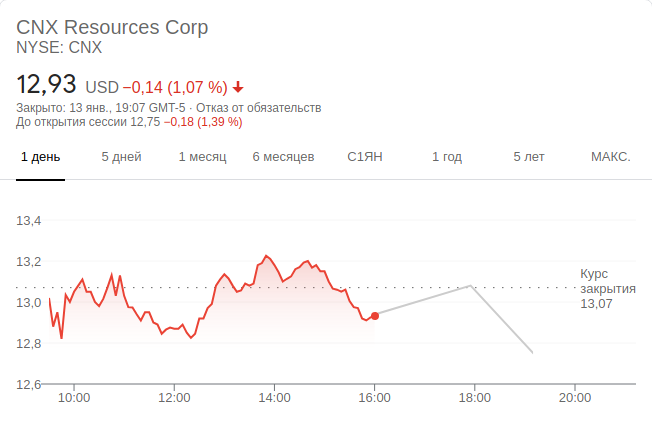 CNX Resources Corp
NYSE: CNX
12,93 USD −0,14 (1,07 %)
Закрыто: 13 янв., 19:07 GMT-5 · Отказ от обязательств
До открытия сессии 12,75 −0,18 (1,39 %)
1 день 5 дней 1 месяц 6 месяцев С1ЯН 1 год 5 лет МАКС.
13,4
13,2
13,0
12,8
12,6
Курс
закрытия
13,07
10:00 12:00 14:00 16:00 18:00 20:00